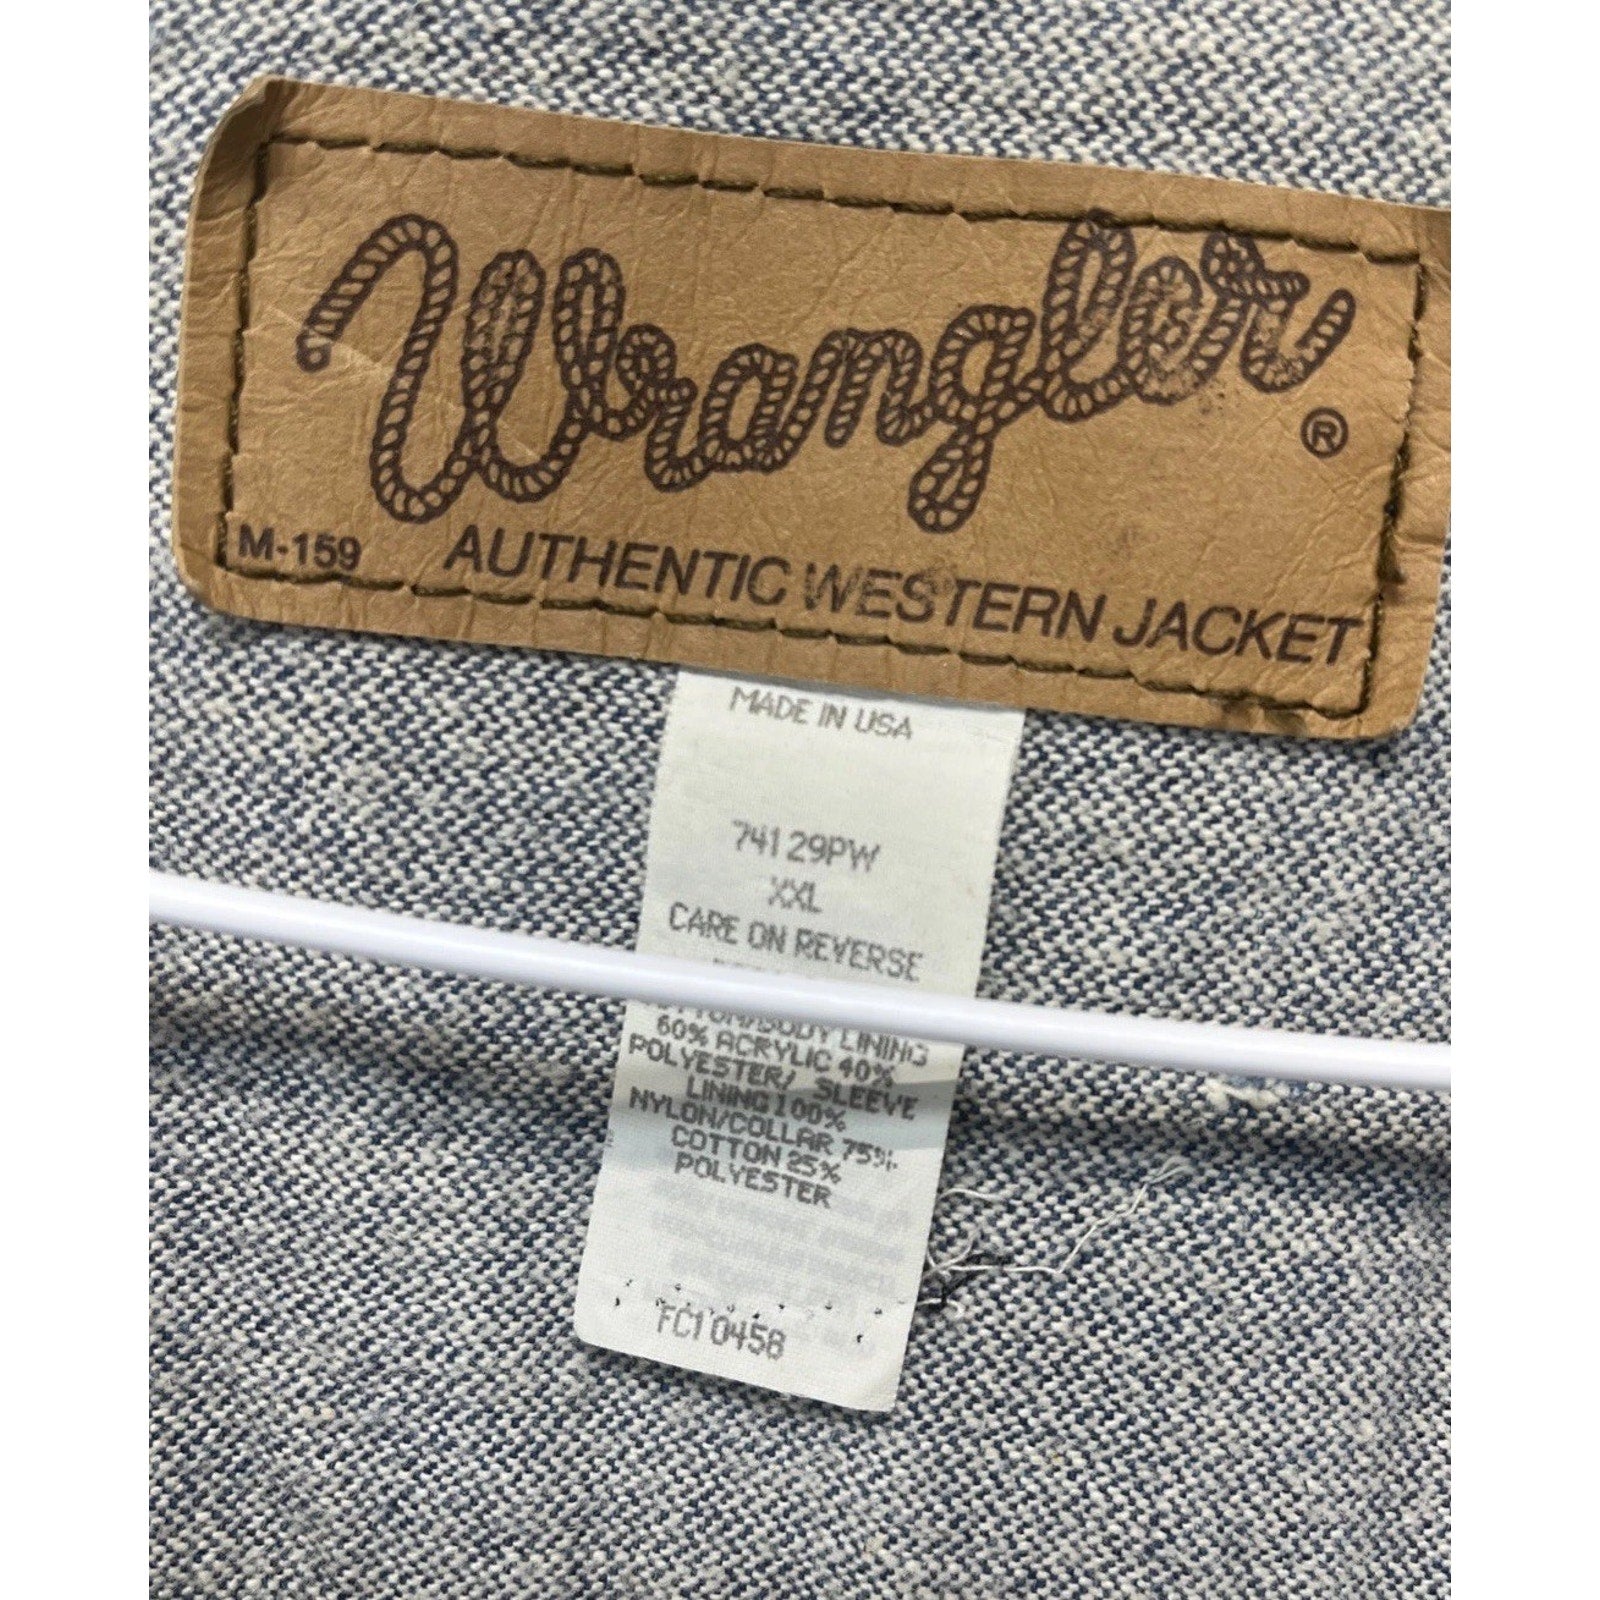 Wrangler
®
M-159 AUTHENTIC WESTERN JACKET
MADE IN USA
74129PW
XXL
CARE ON REVERSE
LINING
60% ACRYLIC 40%
POLYESTER/ SLEEVE
LINING 100%
NYLON/COLLAR 75%
COTTON 25%
POLYESTER
FC10458